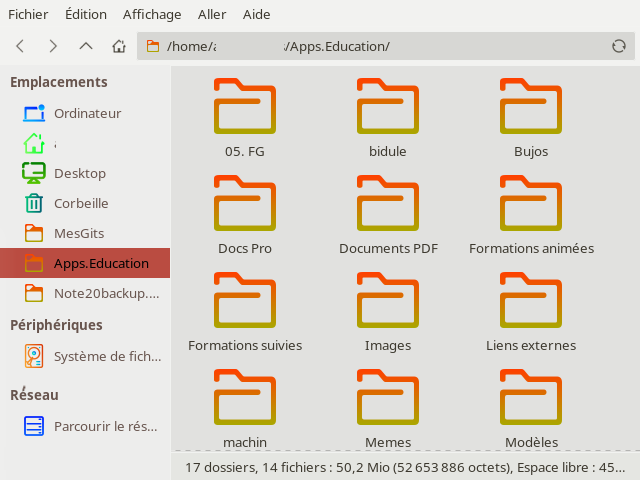 Fichier Édition Affichage Aller Aide
/home/ /Apps.Education/
Emplacements
Ordinateur
Desktop
Corbeille
MesGits
Apps.Education
Note20backup....
Périphériques
Système de fich...
Réseau
Parcourir le rés...
05. FG bidule Bujos
Docs Pro Documents PDF Formations animées
Formations suivies Images Liens externes
machin Memes Modèles
17 dossiers, 14 fichiers : 50,2 Mio (52 653 886 octets), Espace libre : 45...